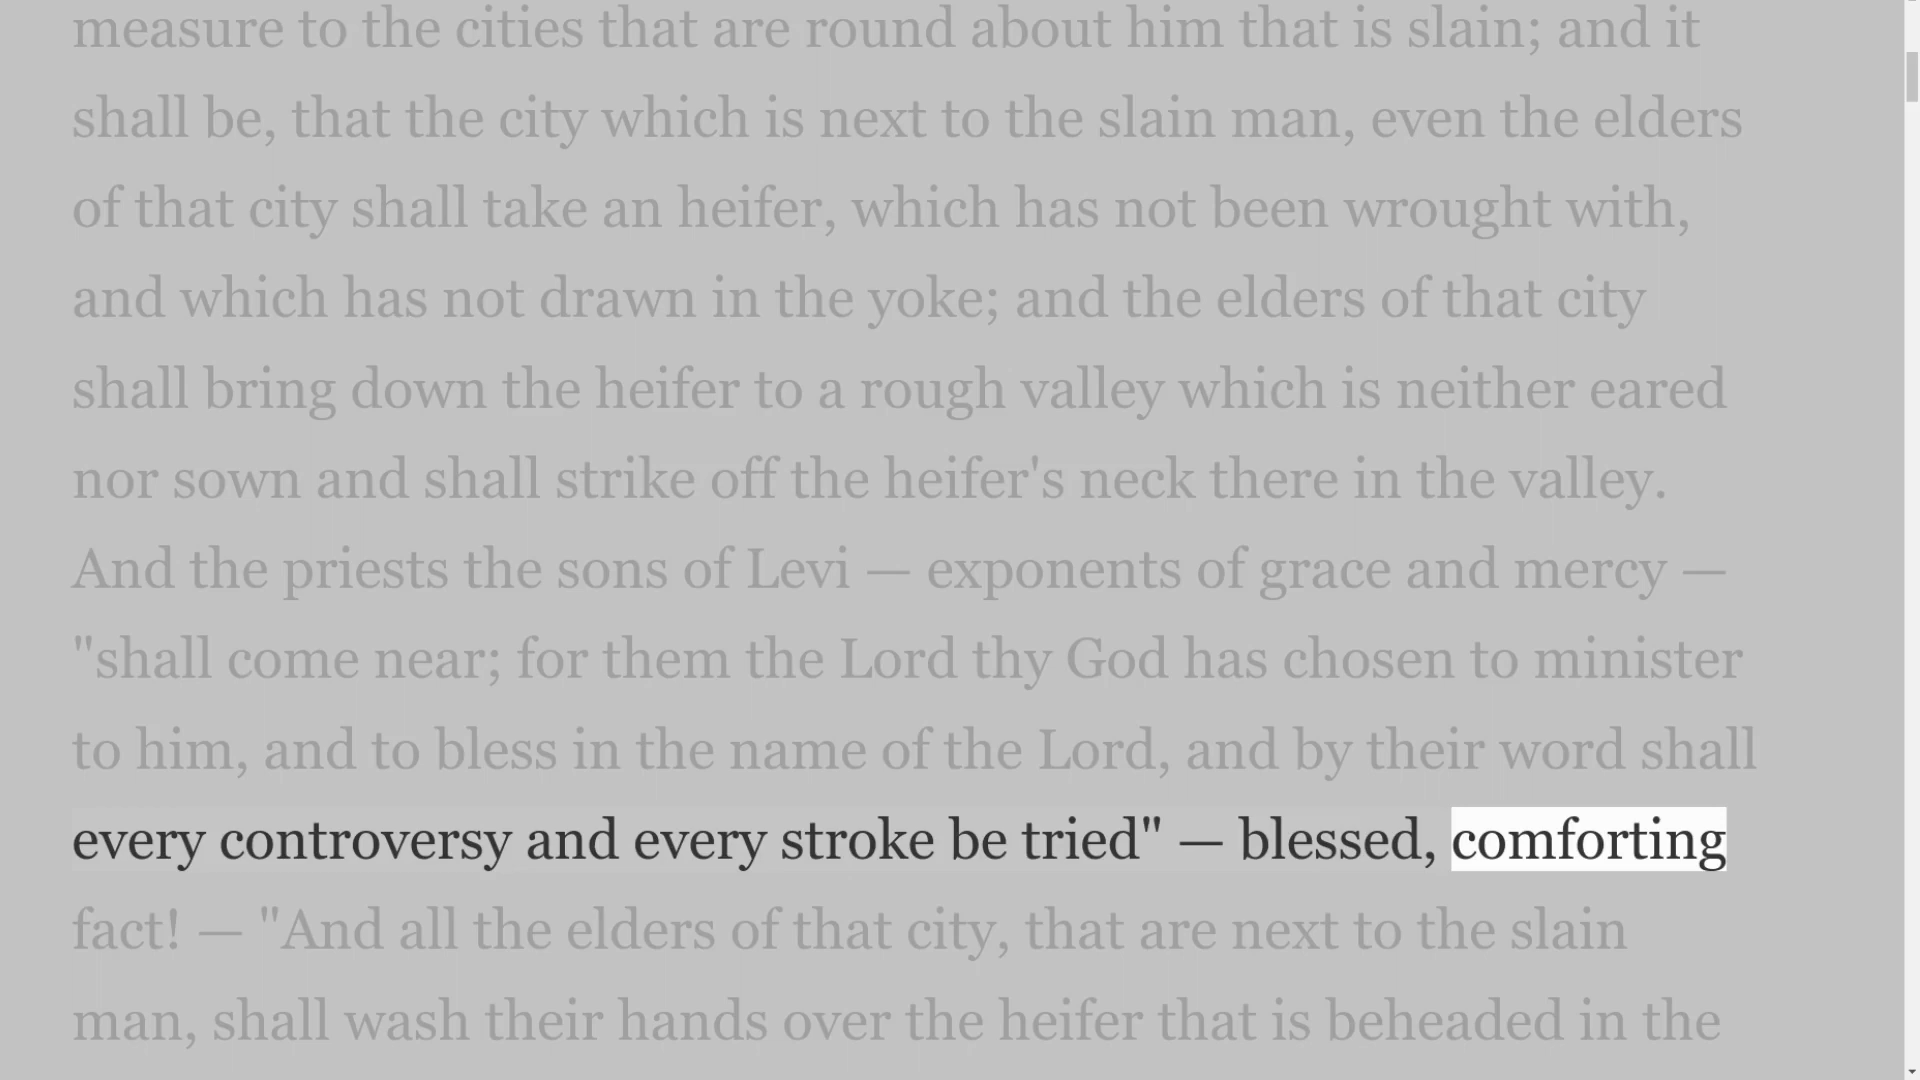 measure to the cities that are round about him that is slain; and it
shall be, that the city which is next to the slain man, even the elders
of that city shall take an heifer, which has not been wrought with,
and which has not drawn in the yoke; and the elders of that city
shall bring down the heifer to a rough valley which is neither eared
nor sown and shall strike off the heifer's neck there in the valley.
And the priests the sons of Levi — exponents of grace and mercy —
"shall come near; for them the Lord thy God has chosen to minister
to him, and to bless in the name of the Lord, and by their word shall
every controversy and every stroke be tried" — blessed, comforting
fact! — "And all the elders of that city, that are next to the slain
man, shall wash their hands over the heifer that is beheaded in the